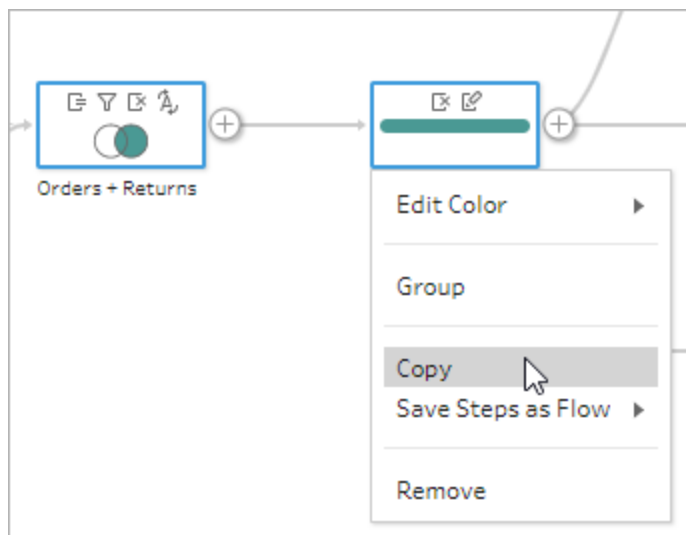 Orders + Returns
Edit Color
Group
Copy
Save Steps as Flow
Remove